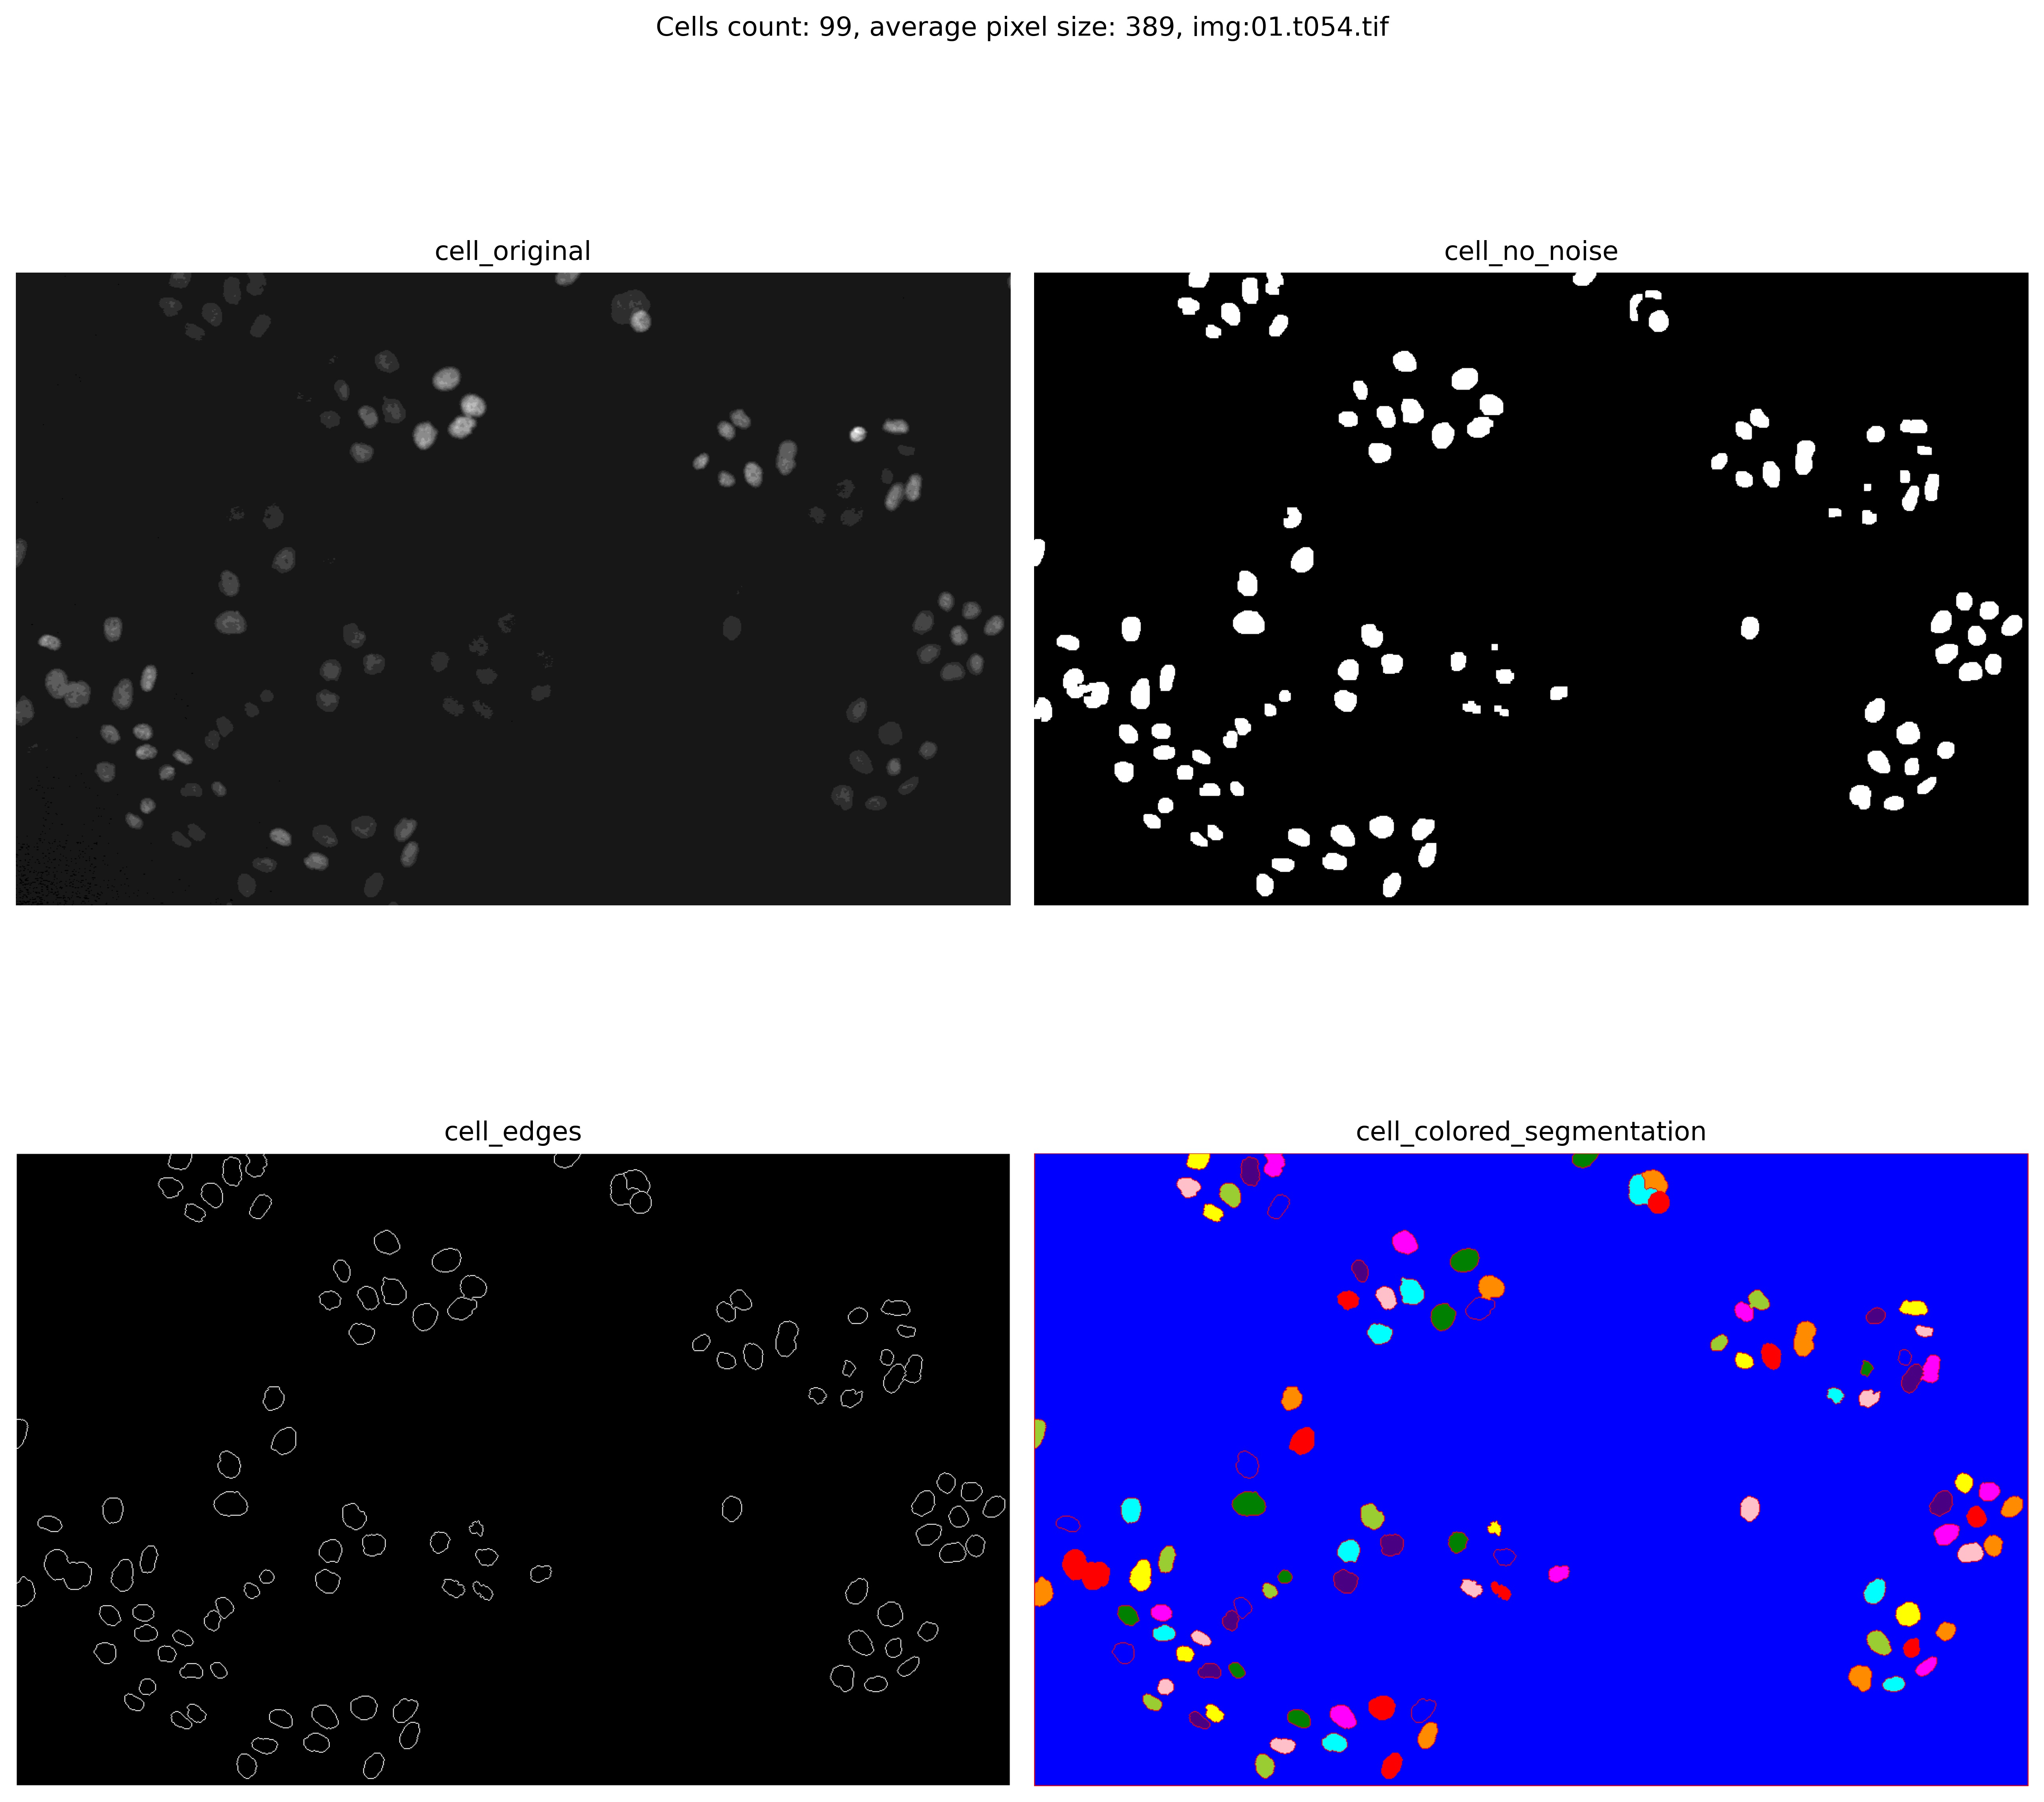 Cells count: 99, average pixel size: 389, img:01.t054.tif
cell_original
cell_no_noise
cell_edges
cell_colored_segmentation